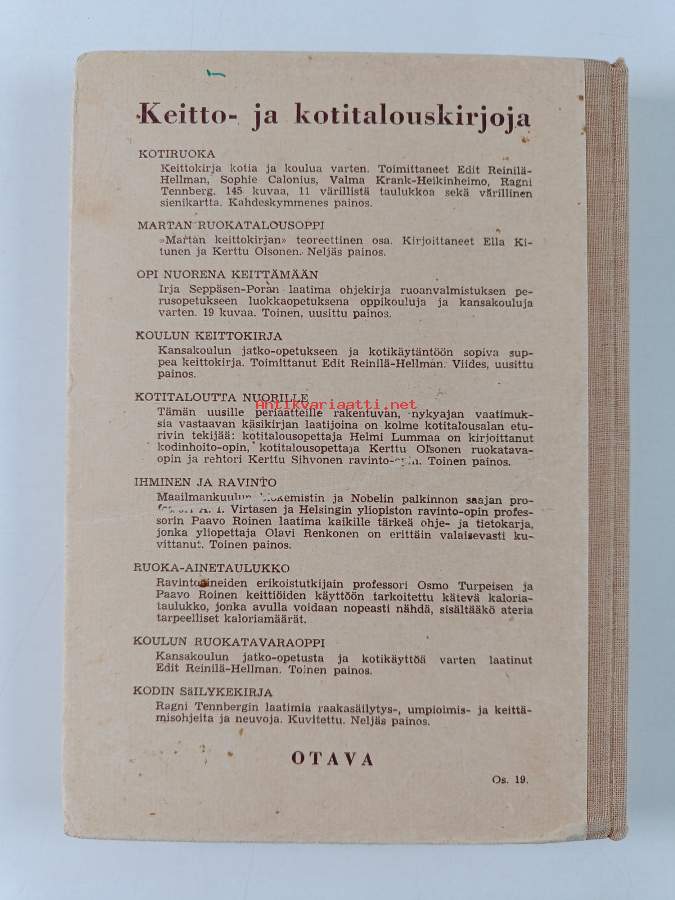 Keitto- ja kotitalouskirjoja
KOTIRUOKA
Keittokirja kotia ja koulua varten. Toimittaneet Edit Reinilä-
Hellman, Sophie Calonius, Valma Krank-Heikinheimo, Ragni
Tennberg. 145 kuvaa, 11 värillistä taulukkoa sekä värillinen
sienikartta. Kahdeskymmenes painos.
MARTAN RUOKATALOUSOPPI
»Martan keittokirjan» teoreettinen osa. Kirjoittaneet Ella Ki-
tunen ja Kerttu Olsonen. Neljäs painos.
OPI NUORENA KEITTÄMÄÄN
Irja Seppäsen-Poran laatima ohjekirja ruoanvalmistuksen pe-
rusopetukseen luokkaopetuksena oppikouluja ja kansakouluja
varten. 19 kuvaa. Toinen, uusittu painos.
KOULUN KEITTOKIRJA
Kansakoulun jatko-opetukseen ja kotikäytäntöön sopiva sup-
pea keittokirja. Toimittanut Edit Reinilä-Hellman. Viides, uusittu
painos.
KOTITALOUTTA NUORILLE
Antikvariaatti.net
Tämän uusille periaatteille rakentuvan, nykyajan vaatimuk-
sia vastaavan käsikirjan laatijoina on kolme kotitalousalan etu-
rivin tekijää: kotitalousopettaja Helmi Lummaa on kirjoittanut
kodinhoito-opin, kotitalousopettaja Kerttu Olsonen ruokatava-
opin ja rehtori Kerttu Sihvonen ravinto-opin. Toinen painos.
IHMINEN JA RAVINTO
Maailmankuulun biokemistin ja Nobelin palkinnon saajan pro-
A. I. Virtasen ja Helsingin yliopiston ravinto-opin profes-
sorin Paavo Roinen laatima kaikille tärkeä ohje- ja tietokarja,
jonka yliopettaja Olavi Renkonen on erittäin valaisevasti ku-
vittanut. Toinen painos.
RUOKA-AINETAULUKKO
Ravintoaineiden erikoistutkijain professori Osmo Turpeisen ja
Paavo Roinen keittiöiden käyttöön tarkoitettu kätevä kaloria-
taulukko, jonka avulla voidaan nopeasti nähdä, sisältääkö ateria
tarpeelliset kaloriamäärät.
KOULUN RUOKATAVARAOPPI
Kansakoulun jatko-opetusta ja kotikäyttöä varten laatinut
Edit Reinilä-Hellman. Toinen painos.
KODIN SÄILYKEKIRJA
Ragni Tennbergin laatimia raakasäilytys-, umpioimis- ja keittä-
misohjeita ja neuvoja. Kuvitettu. Neljäs painos.
OTAVA
Os. 19.